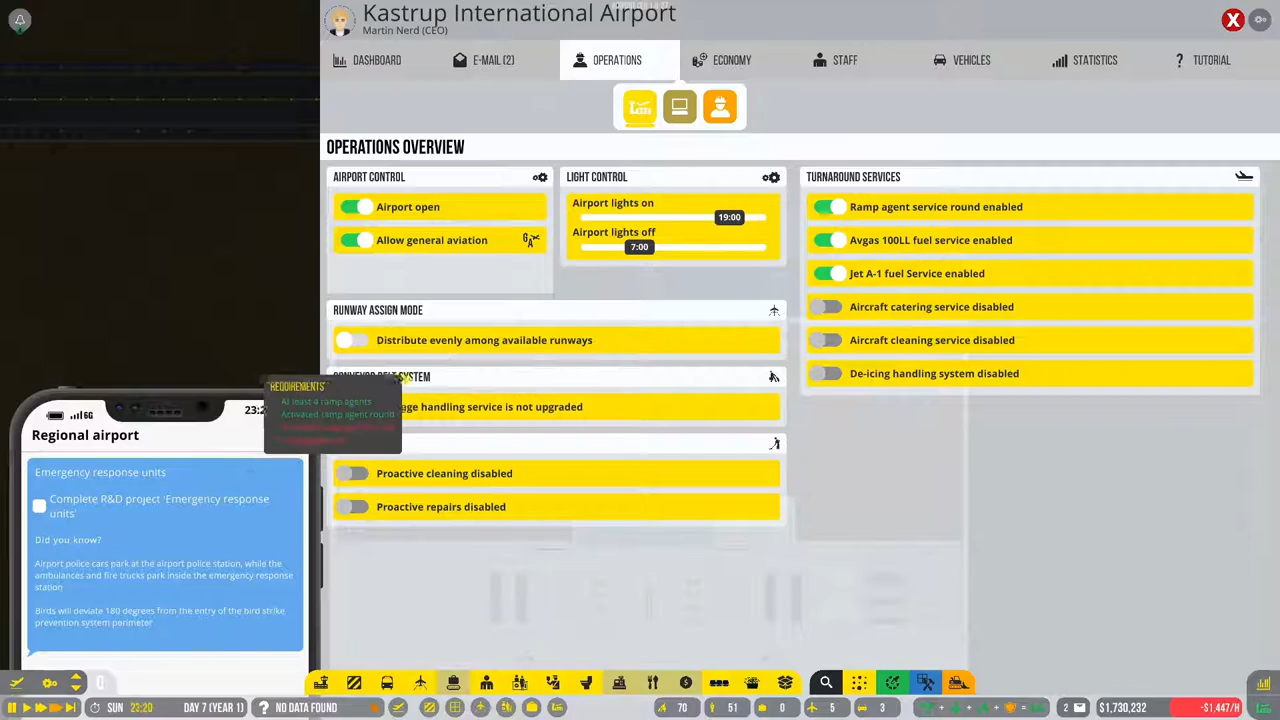 Kastrup International Airport
Martin Nerd (CEO)
DASHBOARD
E-MAIL (2)
OPERATIONS
ECONOMY
STAFF
VEHICLES
STATISTICS
? TUTORIAL
OPERATIONS OVERVIEW
AIRPORT CONTROL
Airport open
Allow general aviation
LIGHT CONTROL
Airport lights on
19:00
Airport lights off
7:00
TURNAROUND SERVICES
Ramp agent service round enabled
Avgas 100LL fuel service enabled
Jet A-1 fuel Service enabled
Aircraft catering service disabled
Aircraft cleaning service disabled
De-icing handling system disabled
RUNWAY ASSIGN MODE
Distribute evenly among available runways
SYSTEM
handling service is not upgraded
Proactive cleaning disabled
Proactive repairs disabled
REQUIREMENTS
At least 4 ramp agents
Activated ramp agent round
6G
23:2
Regional airport
Emergency response units
Complete R&D project 'Emergency response
units'
Did you know?
Airport police cars park at the airport police station, while the
ambulances and fire trucks park inside the emergency response
station
Birds will deviate 180 degrees from the entry of the bird strike
prevention system perimeter
SUN 23:20
DAY 7 (YEAR 1)
? NO DATA FOUND
70
51
0
5
3
2
$1,730,232
-$1,447/H